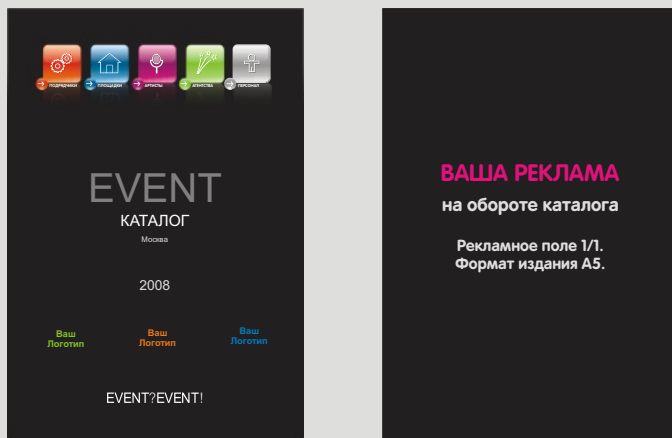 ПОДРЯДЧИКИ ПЛОЩАДКИ АРТИСТЫ АГЕНТСТВА ПЕРСОНАЛ
EVENT
КАТАЛОГ
Москва
2008
Ваш Логотип
Ваш Логотип
Ваш Логотип
EVENT?EVENT!
ВАША РЕКЛАМА
на обороте каталога
Рекламное поле 1/1.
Формат издания А5.